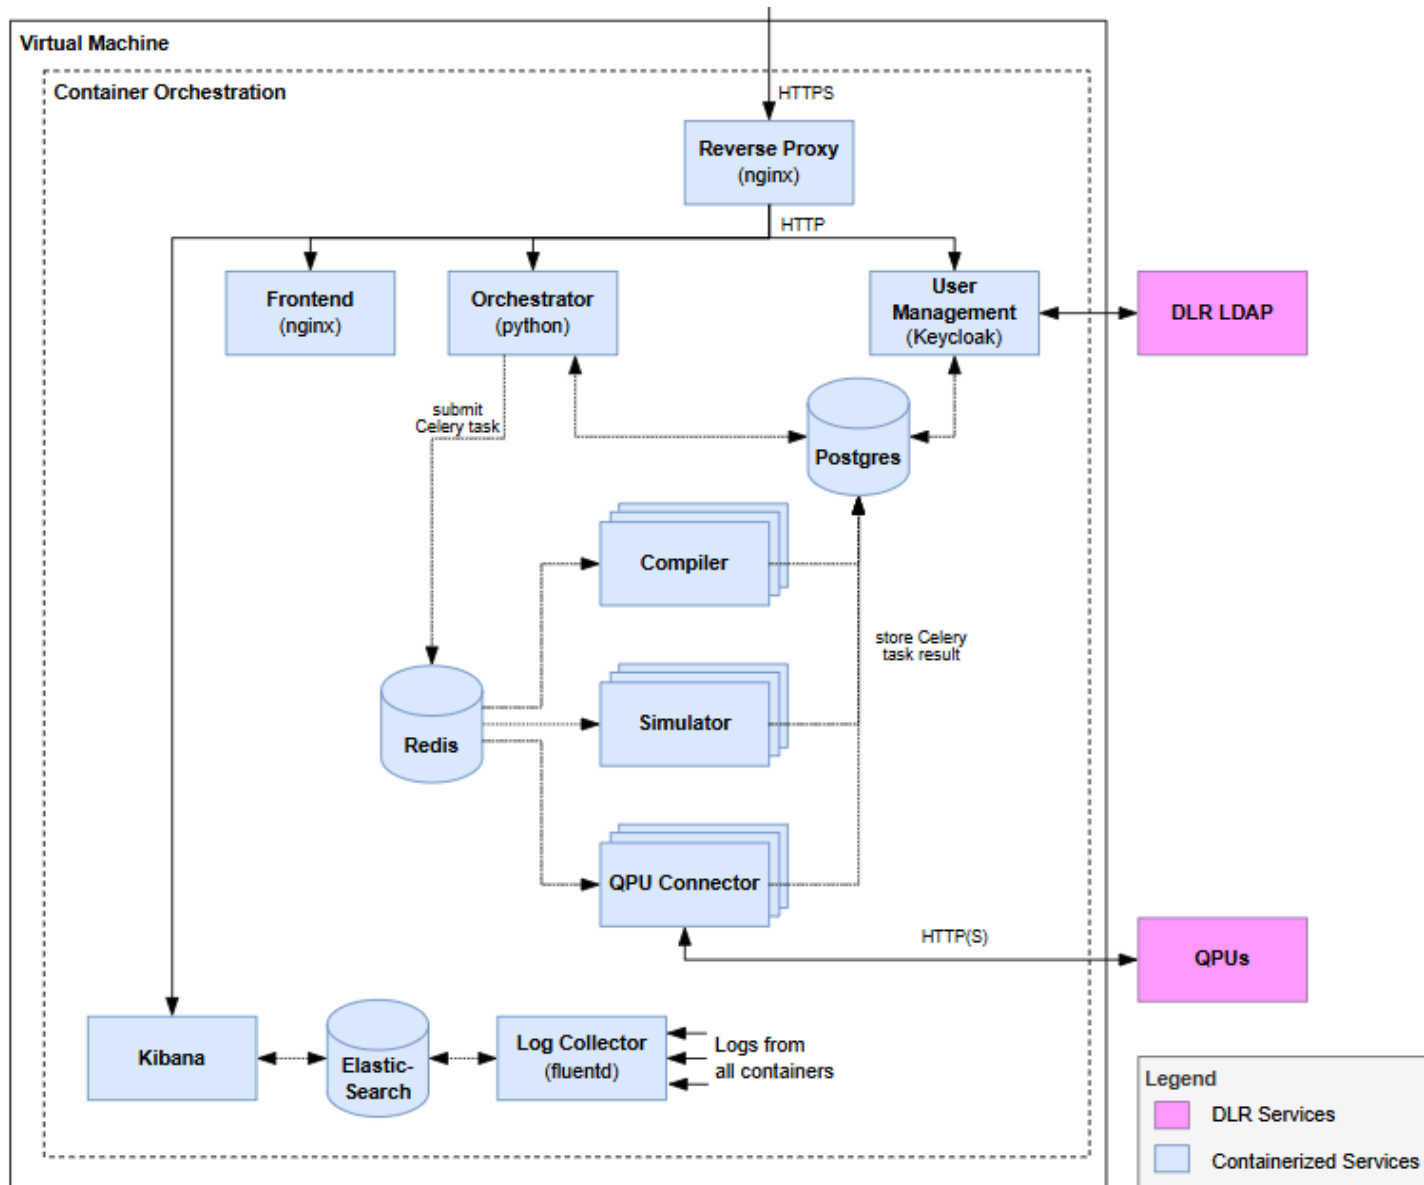 Virtual Machine
Container Orchestration
HTTPS
Reverse Proxy
(nginx)
HTTP
Frontend
(nginx)
Orchestrator
(python)
User
Management
(Keycloak)
DLR LDAP
submit
Celery task
Postgres
Compiler
store Celery
task result
Simulator
Redis
QPU Connector
HTTP(S)
QPUs
Kibana
Elastic-
Search
Log Collector
(fluentd)
Logs from
all containers
Legend
DLR Services
Containerized Services